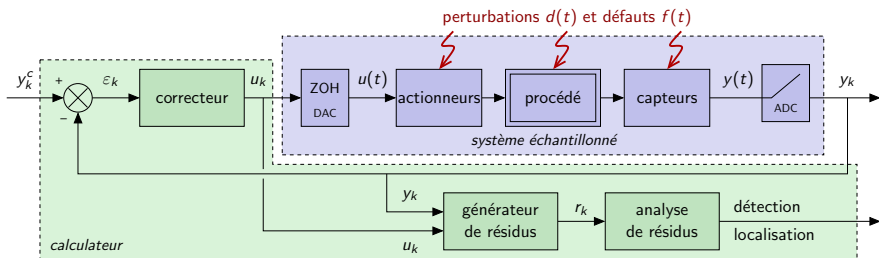 perturbations d(t) et défauts f(t)
y_k^c
+
−
ε_k
correcteur
u_k
ZOH
DAC
u(t)
actionneurs
procédé
capteurs
y(t)
ADC
y_k
système échantillonné
y_k
u_k
générateur
de résidus
r_k
analyse
de résidus
détection
localisation
calculateur